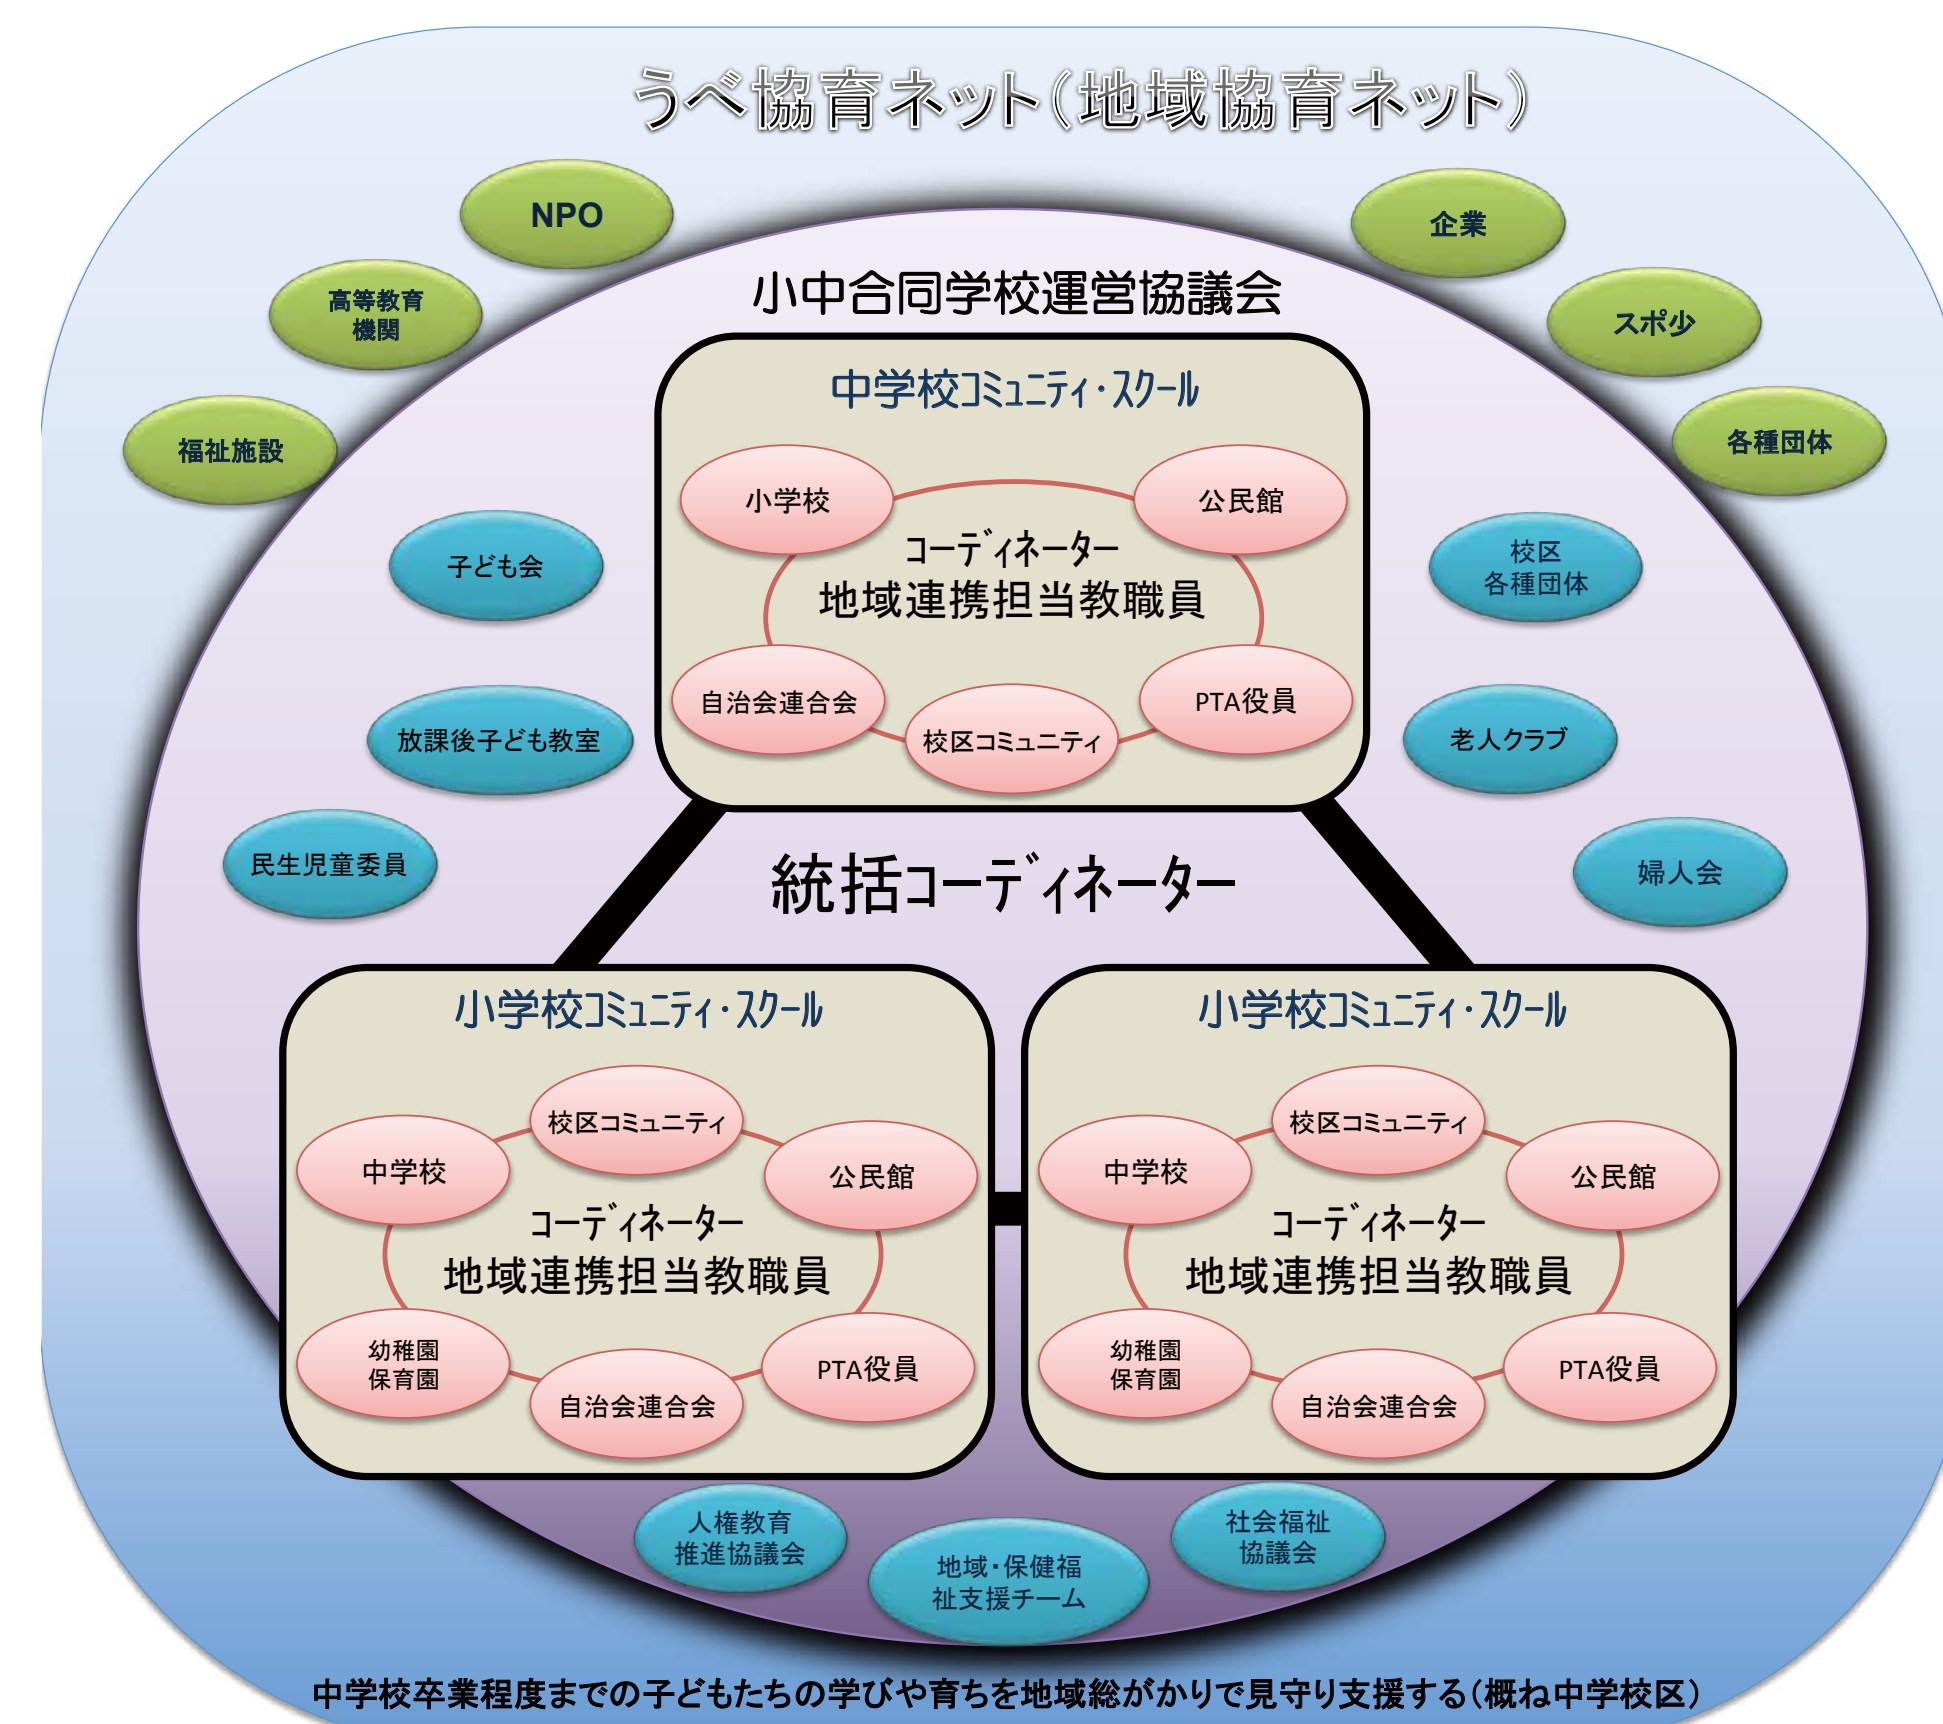 うべ協育ネット（地域協育ネット）
NPO
企業
高等教育
機関
スポ少
福祉施設
各種団体
小中合同学校運営協議会
中学校コミュニティ・スクール
小学校
公民館
コーディネーター
地域連携担当教職員
自治会連合会
校区コミュニティ
PTA役員
子ども会
校区
各種団体
放課後子ども教室
老人クラブ
民生児童委員
婦人会
統括コーディネーター
小学校コミュニティ・スクール
校区コミュニティ
中学校
公民館
コーディネーター
地域連携担当教職員
幼稚園
保育園
自治会連合会
PTA役員
小学校コミュニティ・スクール
校区コミュニティ
中学校
公民館
コーディネーター
地域連携担当教職員
幼稚園
保育園
自治会連合会
PTA役員
人権教育
推進協議会
地域・保健福
祉支援チーム
社会福祉
協議会
中学校卒業程度までの子どもたちの学びや育ちを地域総がかりで見守り支援する（概ね中学校区）